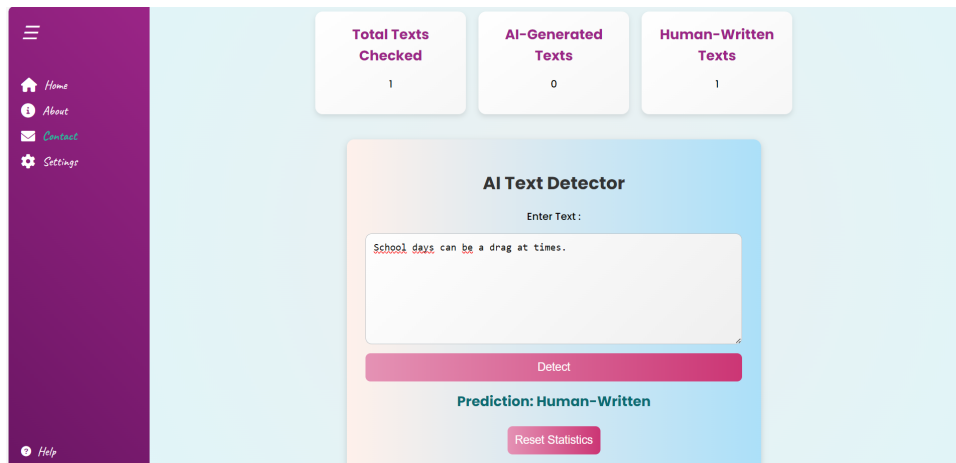 Home
About
Contact
Settings
Help
Total Texts
Checked
1
AI-Generated
Texts
0
Human-Written
Texts
1
AI Text Detector
Enter Text :
School days can be a drag at times.
Detect
Prediction: Human-Written
Reset Statistics